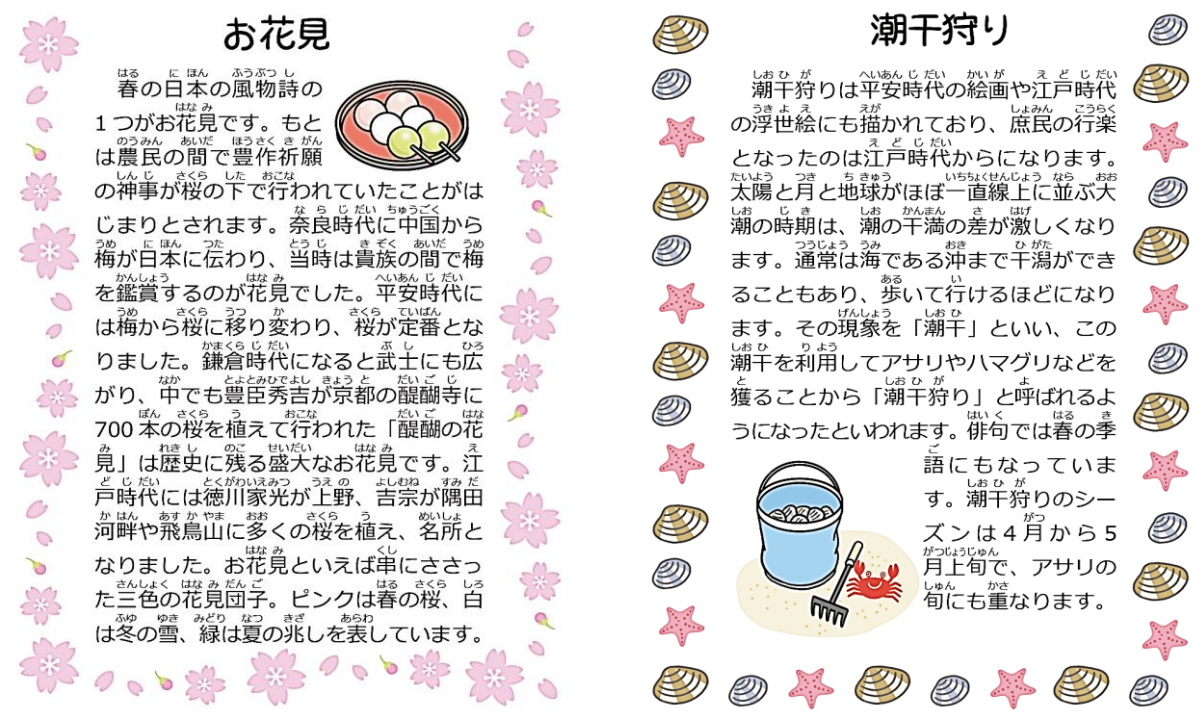 お花見
春の日本の風物詩の
1つがお花見です。もと
は農民の間で豊作祈願
の神事が桜の下で行われていたことがは
じまりとされます。奈良時代に中国から
梅が日本に伝わり、当時は貴族の間で梅
を鑑賞するのが花見でした。平安時代に
は梅から桜に移り変わり、桜が定番とな
りました。鎌倉時代になると武士にも広
がり、中でも豊臣秀吉が京都の醍醐寺に
700本の桜を植えて行われた「醍醐の花
見」は歴史に残る盛大なお花見です。江
戸時代には徳川家光が上野、吉宗が隅田
河畔や飛鳥山に多くの桜を植え、名所と
なりました。お花見といえば串にささっ
た三色の花見団子。ピンクは春の桜、白
は冬の雪、緑は夏の兆しを表しています。
潮干狩り
潮干狩りは平安時代の絵画や江戸時代
の浮世絵にも描かれており、庶民の行楽
となったのは江戸時代からになります。
太陽と月と地球がほぼ一直線上に並ぶ大
潮の時期は、潮の干満の差が激しくなり
ます。通常は海である沖まで干潟ができ
ることもあり、歩いて行けるほどになり
ます。その現象を「潮干」といい、この
潮干を利用してアサリやハマグリなどを
獲ることから「潮干狩り」と呼ばれるよ
うになったといわれます。俳句では春の季
語にもなっていま
す。潮干狩りのシー
ズンは4月から5
月上旬で、アサリの
旬にも重なります。